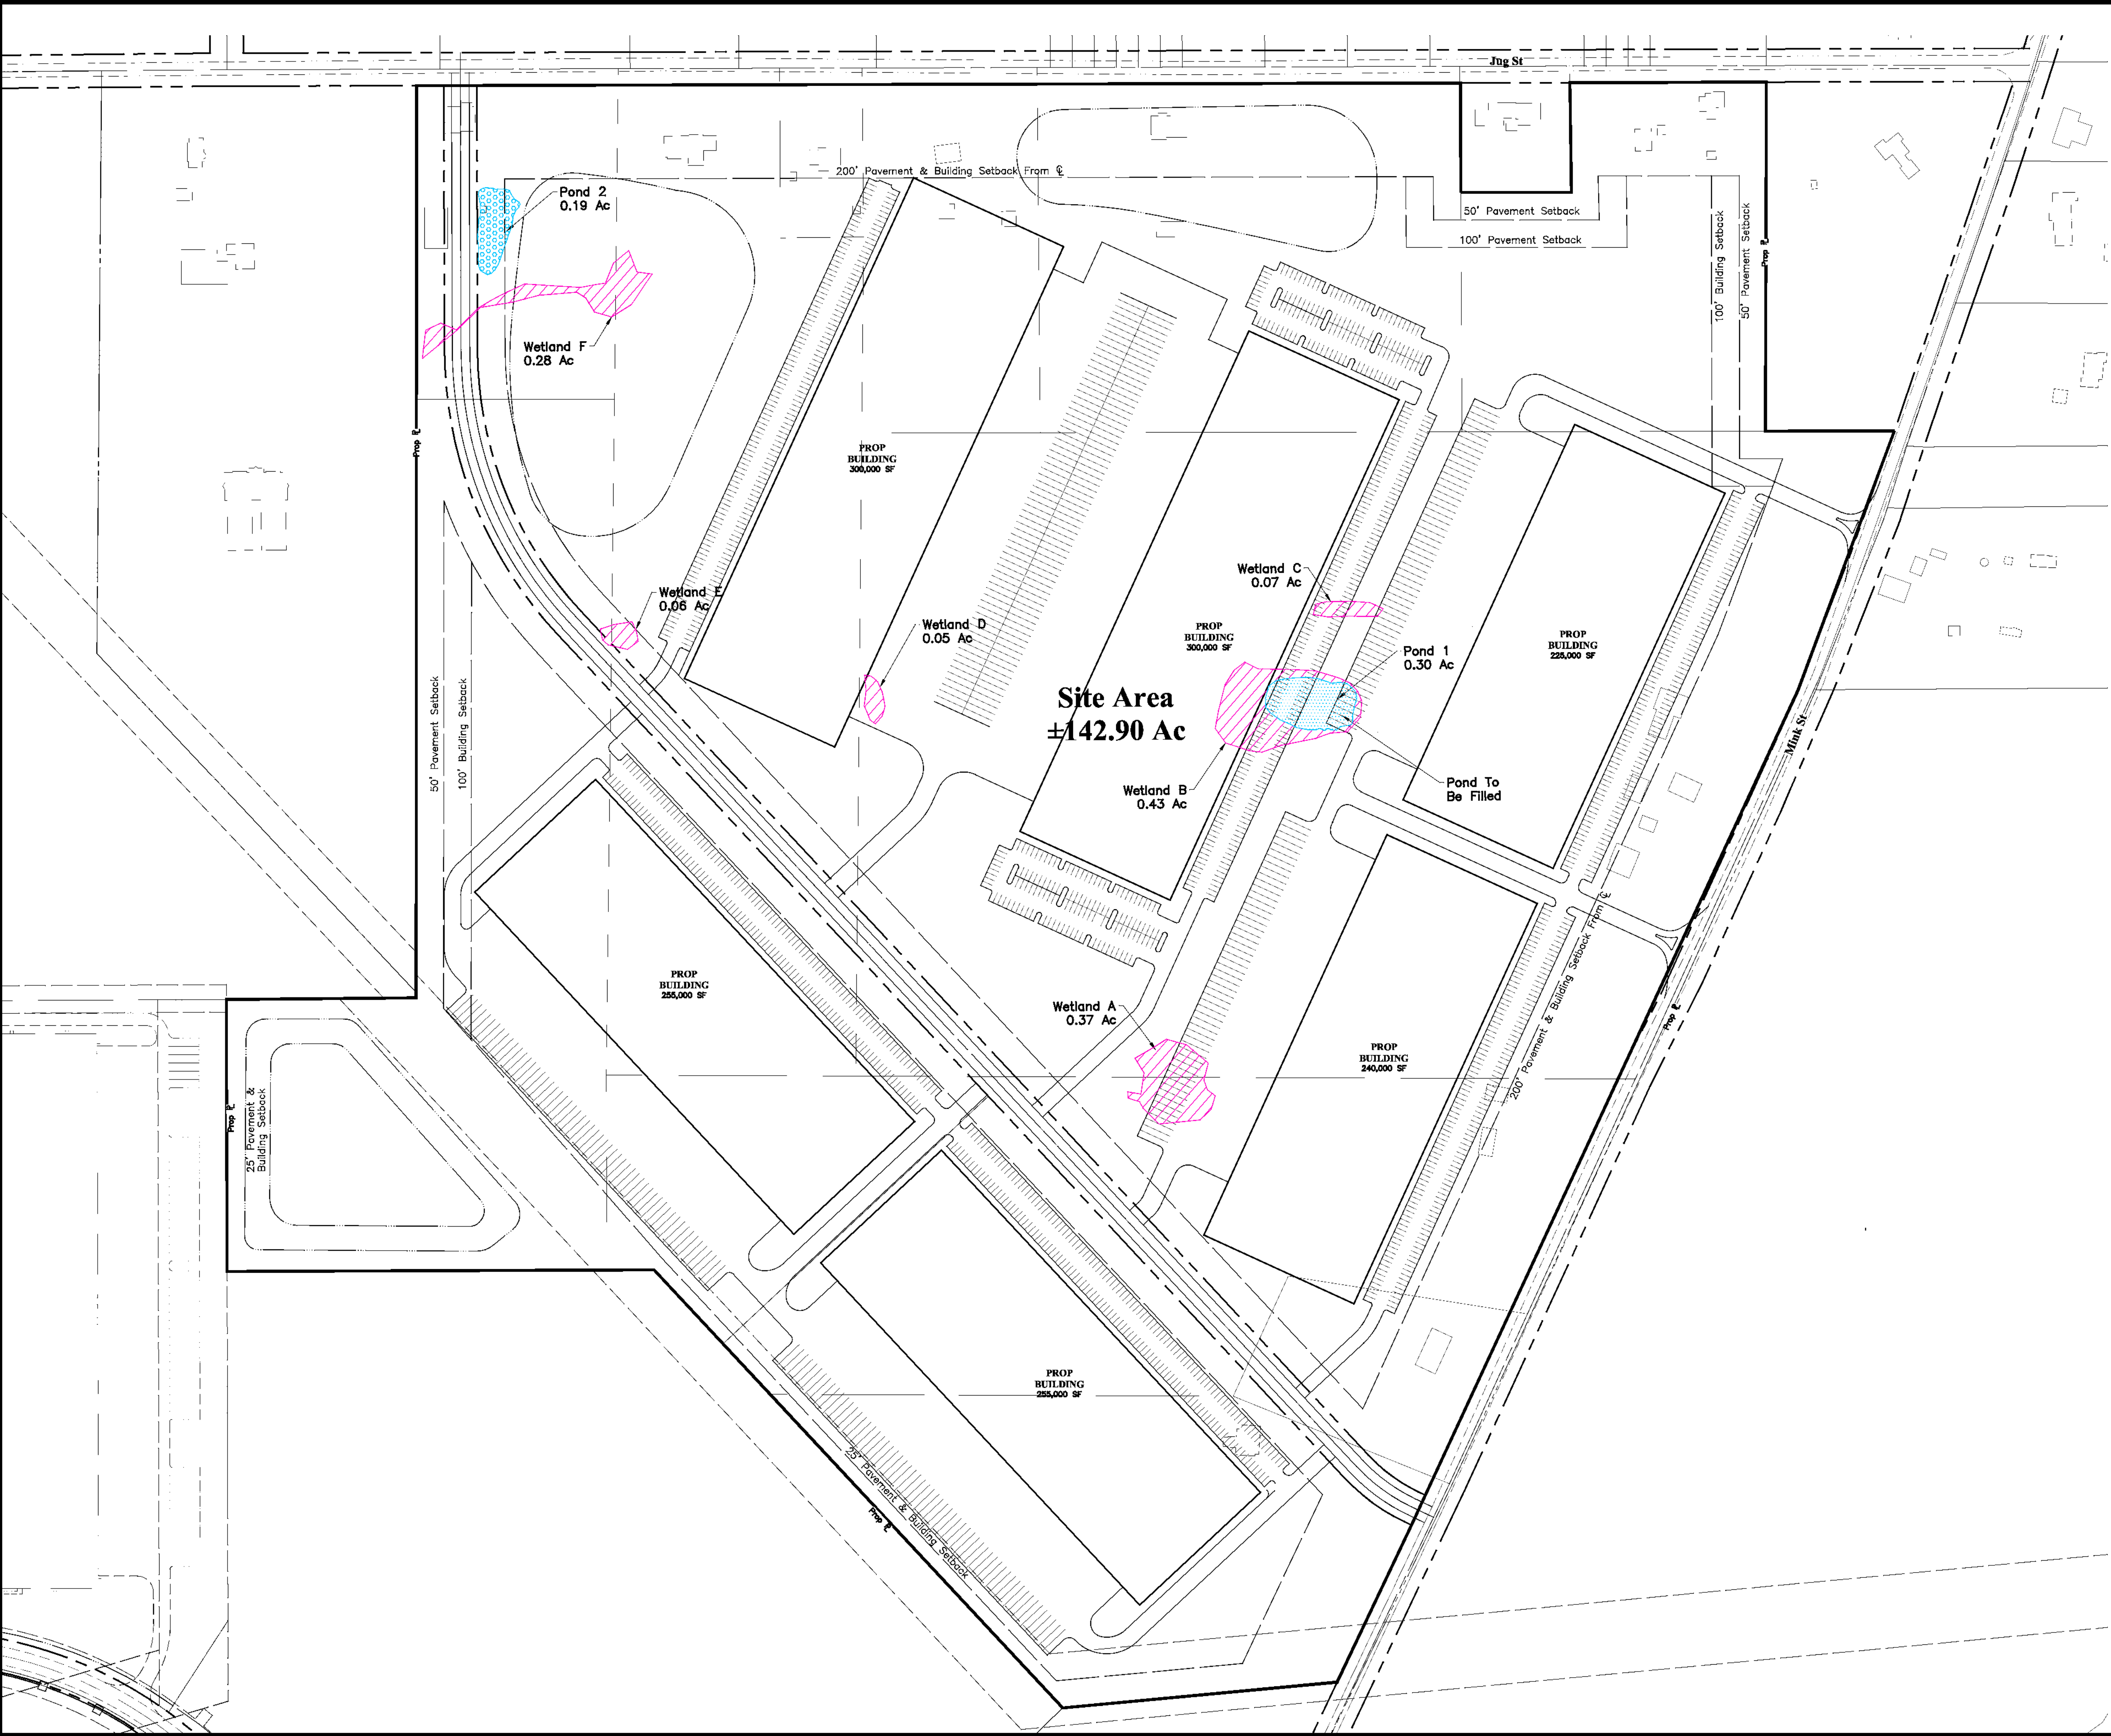 Jug St
200' Pavement & Building Setback From ℄
Pond 2
0.19 Ac
50' Pavement Setback
100' Pavement Setback
100' Building Setback
50' Pavement Setback
Prop ℙ
Wetland F
0.28 Ac
Prop ℙ
PROP
BUILDING
300,000 SF
Wetland C
0.07 Ac
Wetland E
0.06 Ac
Wetland D
0.05 Ac
PROP
BUILDING
300,000 SF
PROP
BUILDING
225,000 SF
Pond 1
0.30 Ac
Site Area
±142.90 Ac
50' Pavement Setback
100' Building Setback
Mink St
Wetland B
0.43 Ac
Pond To
Be Filled
PROP
BUILDING
255,000 SF
200' Pavement & Building Setback From ℄
Wetland A
0.37 Ac
Prop ℙ
PROP
BUILDING
240,000 SF
Prop ℙ
25' Pavement &
Building Setback
PROP
BUILDING
255,000 SF
25' Pavement & Building Setback
Prop ℙ